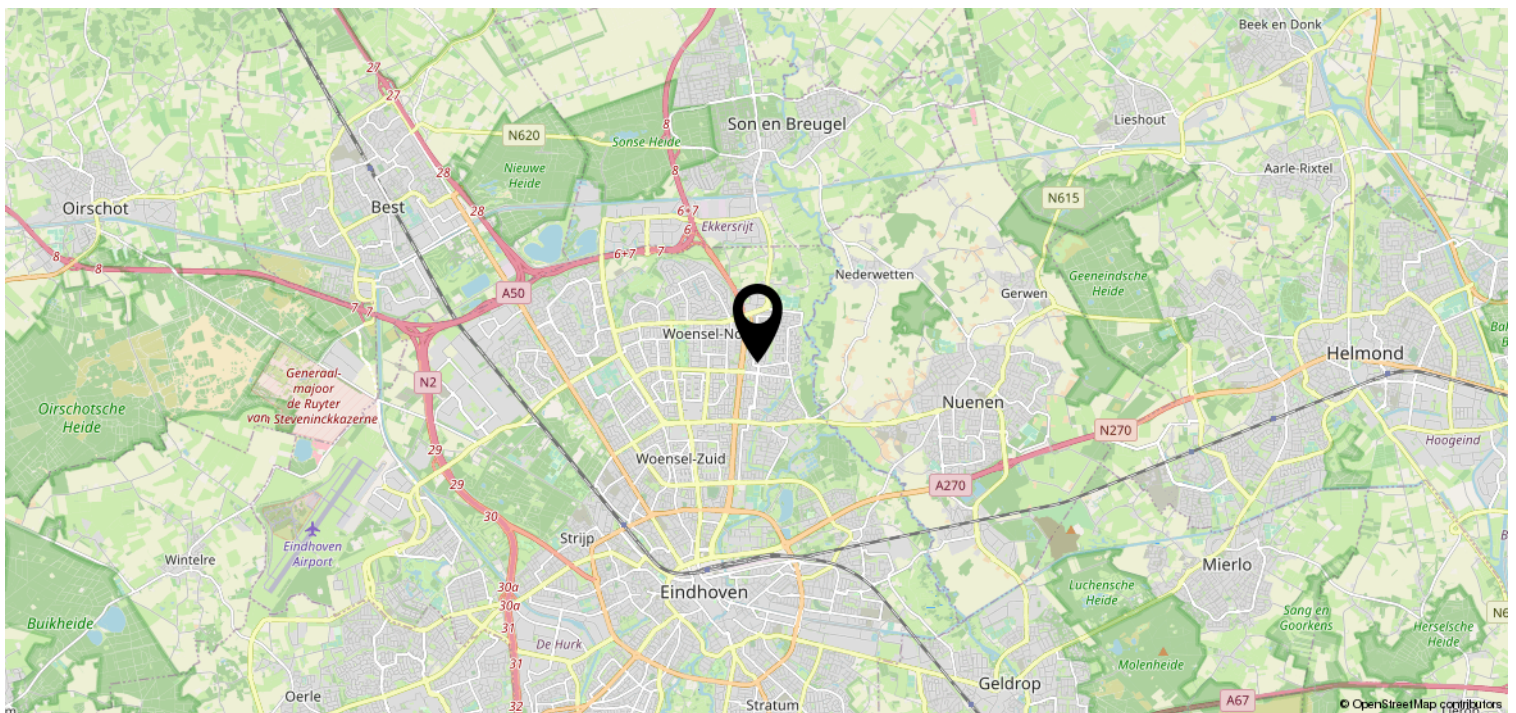 Beek en Donk
27
27
8
N620
Son en Breugel
Lieshout
Sonse Heide
Nieuwe
Heide
8
28
Aarle-Rixtel
N615
Oirschot
Best
28
6+7
6
Ekkersrijt
8
8
6+7
7
Nederwetten
Geeneindsche
Heide
A50
Gerwen
7
7
Woensel-No
Helmond
Generaal-
majoor
de Ruyter
van Steveninckkazerne
N2
Oirschotsche
Heide
Nuenen
N270
Hoogeind
29
Woensel-Zuid
29
A270
30
Eindhoven
Airport
Strijp
Wintelre
Mierlo
30a
30a
Eindhoven
Luchensche
Heide
Sang en
Goorkens
Buikheide
31
De Hurk
Herselsche
Heide
31
Molenheide
Oerle
Geldrop
32
Stratum
A67
© OpenStreetMap contributors